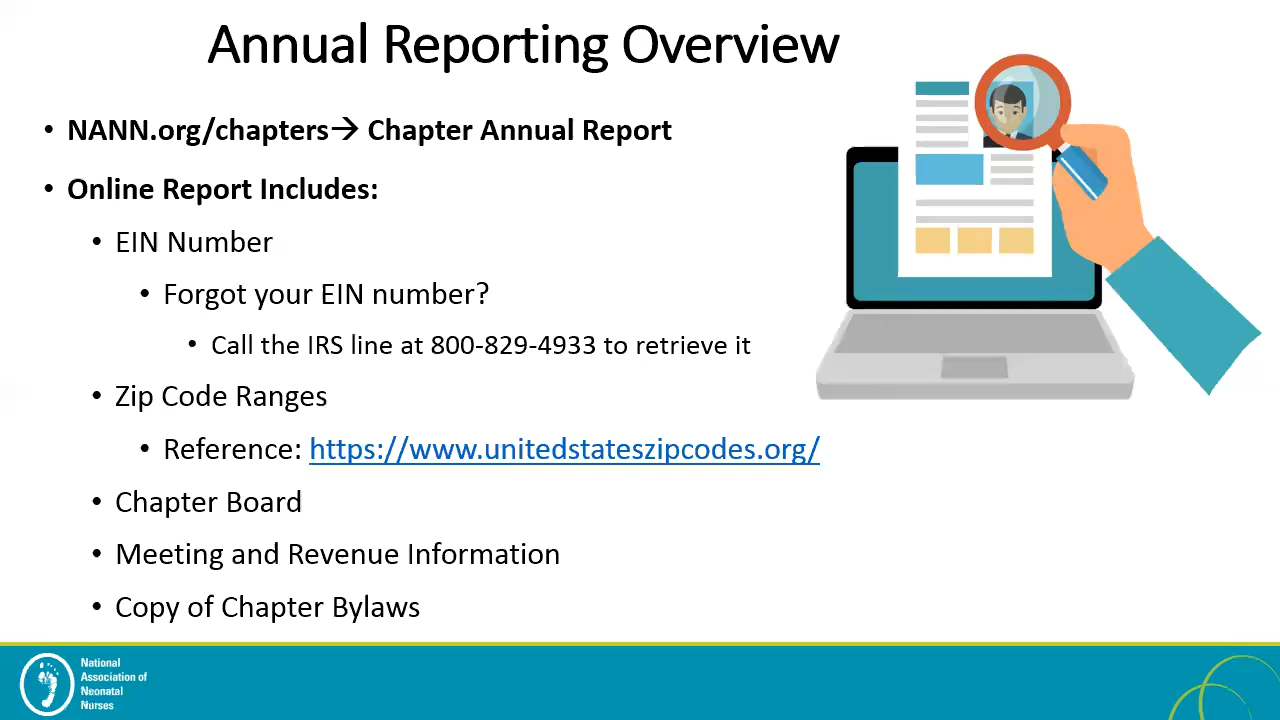 Annual Reporting Overview
• NANN.org/chapters→ Chapter Annual Report
• Online Report Includes:
• EIN Number
• Forgot your EIN number?
• Call the IRS line at 800-829-4933 to retrieve it
• Zip Code Ranges
• Reference: https://www.unitedstateszipcodes.org/
• Chapter Board
• Meeting and Revenue Information
• Copy of Chapter Bylaws
National
Association of
Neonatal
Nurses